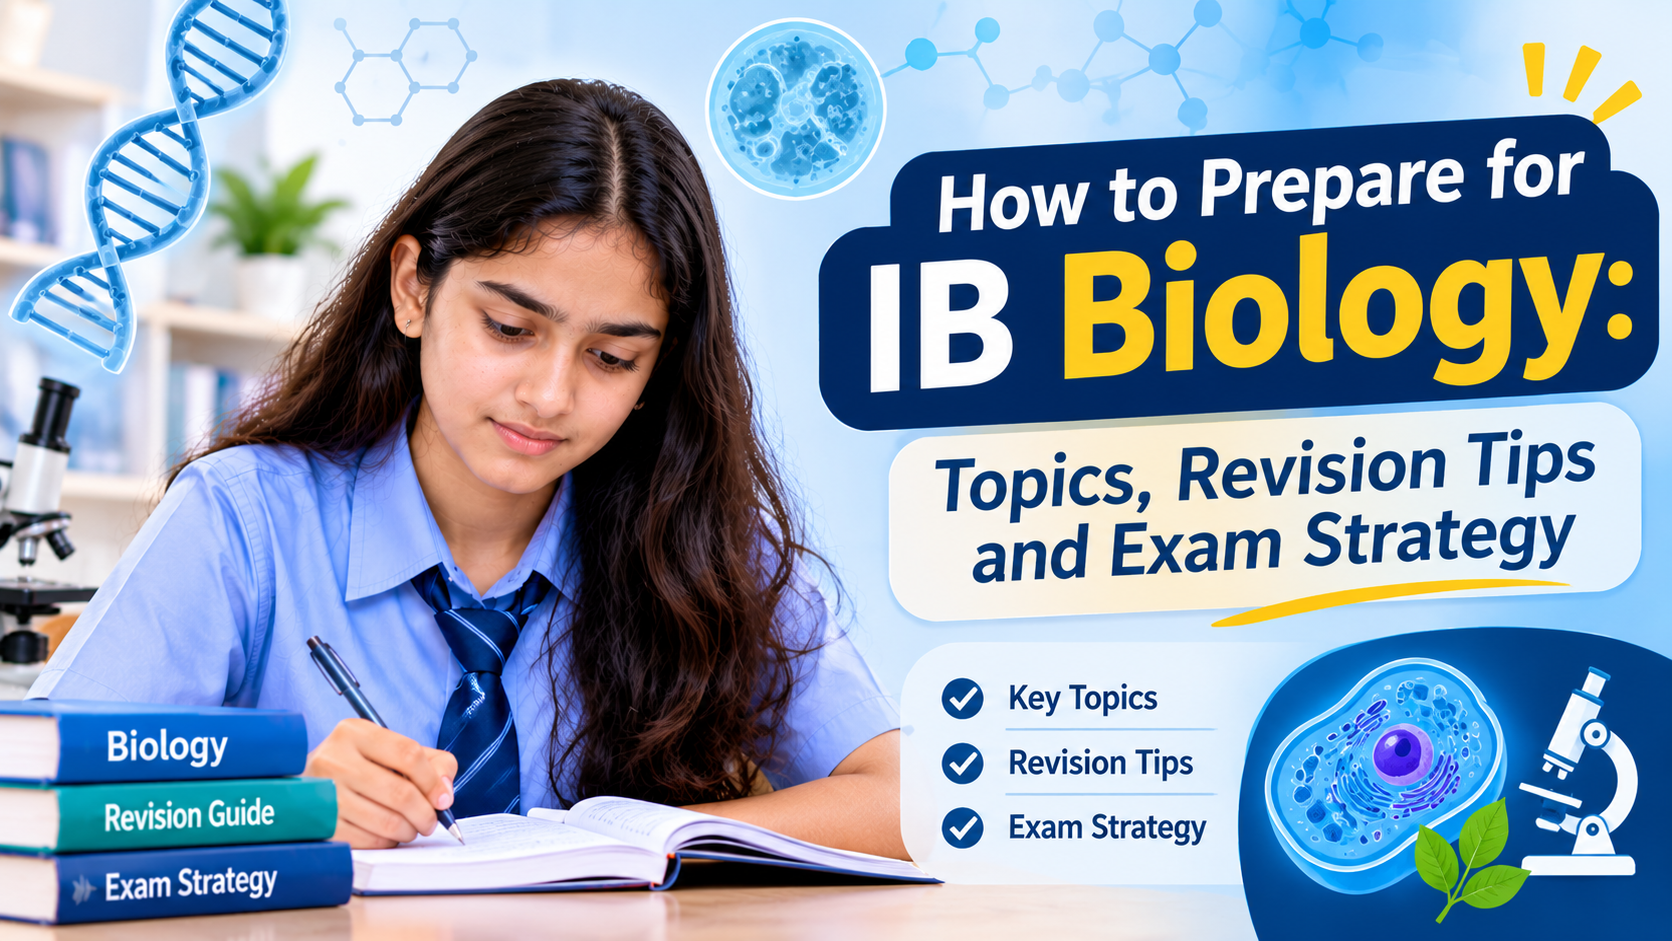 How to Prepare for
IB Biology:
Topics, Revision Tips
and Exam Strategy
Key Topics
Revision Tips
Exam Strategy
Biology
Revision Guide
Exam Strategy